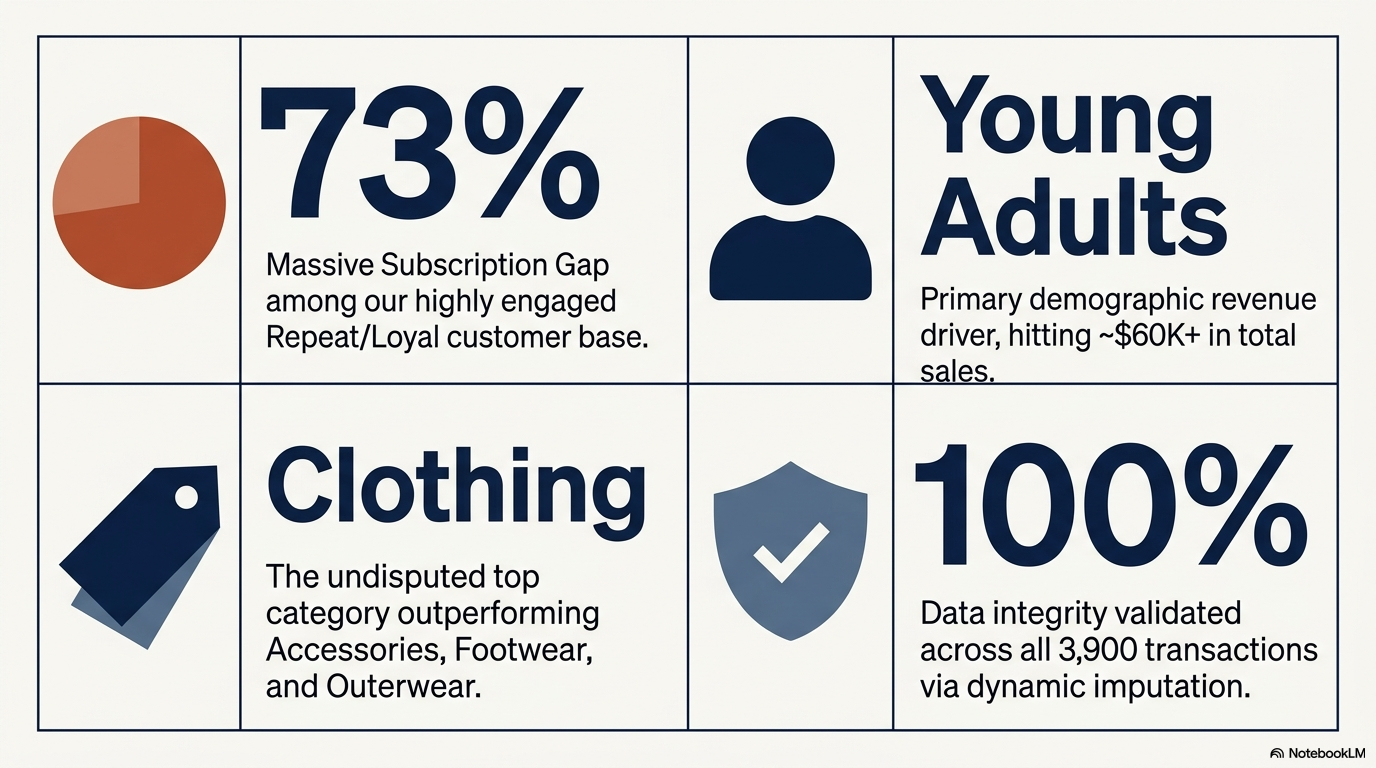 73%
Massive Subscription Gap
among our highly engaged
Repeat/Loyal customer base.
Young
Adults
Primary demographic revenue
driver, hitting ~$60K+ in total
sales.
Clothing
The undisputed top
category outperforming
Accessories, Footwear,
and Outerwear.
100%
Data integrity validated
across all 3,900 transactions
via dynamic imputation.
NotebookLM